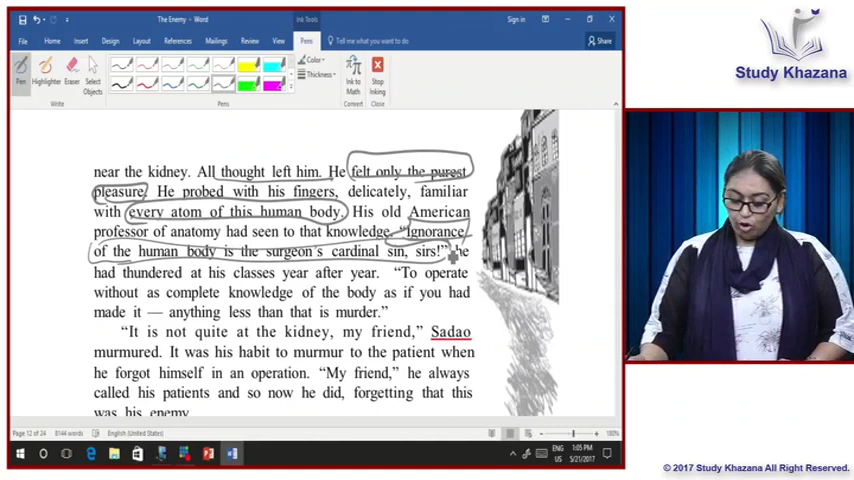 The Enemy - Word
Ink Tools
Sign in
File
Home
Insert
Design
Layout
References
Mailings
Review
View
Pens
Tell me what you want to do
Share
Pen
Highlighter
Eraser
Select Objects
Color
Thickness
Ink to Math
Stop Inking
Write
Pens
Convert
Close
near the kidney. All thought left him. He felt only the purest
pleasure. He probed with his fingers, delicately, familiar
with every atom of this human body. His old American
professor of anatomy had seen to that knowledge. “Ignorance
of the human body is the surgeon’s cardinal sin, sirs!” he
had thundered at his classes year after year. “To operate
without as complete knowledge of the body as if you had
made it — anything less than that is murder.”
“It is not quite at the kidney, my friend,” Sadao
murmured. It was his habit to murmur to the patient when
he forgot himself in an operation. “My friend,” he always
called his patients and so now he did, forgetting that this
was his enemy.
Page 12 of 24
8144 words
English (United States)
100%
ENG
US
1:05 PM
5/21/2017
Study Khazana
© 2017 Study Khazana All Right Reserved.